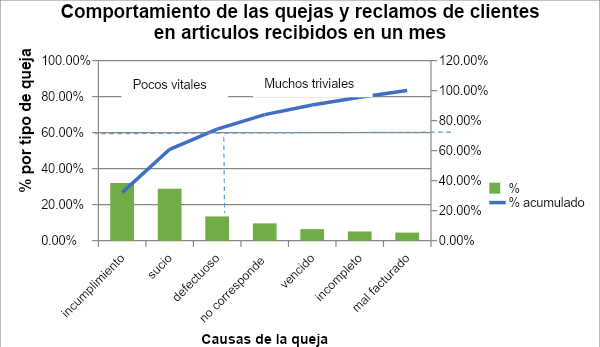 Comportamiento de las quejas y reclamos de clientes
en articulos recibidos en un mes
% por tipo de queja
100.00%
80.00%
60.00%
40.00%
20.00%
0.00%
Pocos vitales
Muchos triviales
120.00%
100.00%
80.00%
60.00%
40.00%
20.00%
0.00%
%
% acumulado
incumplimiento
sucio
defectuoso
no corresponde
vencido
incompleto
mal facturado
Causas de la queja